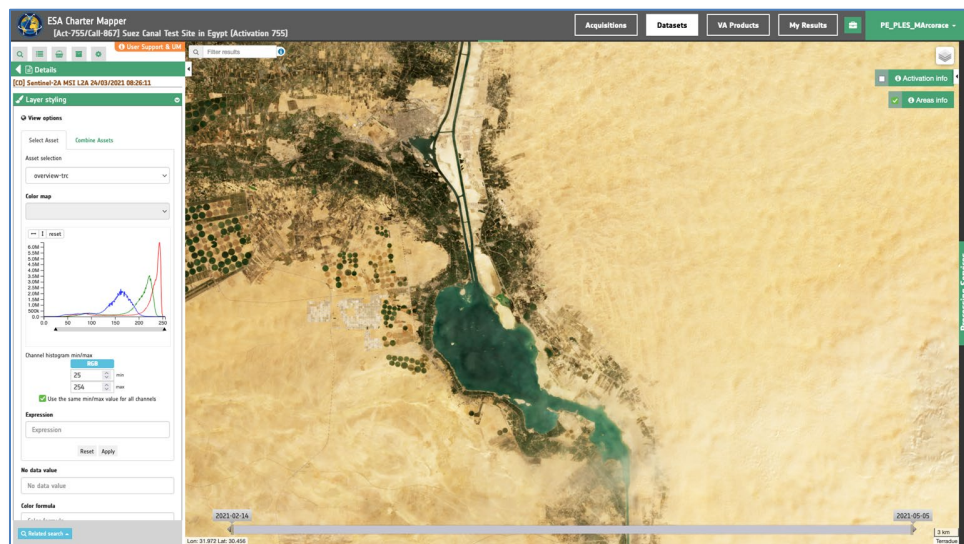 ESA Charter Mapper
[Act-755/Call-867] Suez Canal Test Site in Egypt (Activation 755)
Acquisitions
Datasets
VA Products
My Results
PE_PLES_MArcorace
User Support & UM
Filter results
Details
[CD] Sentinel-2A MSI L2A 24/03/2021 08:26:11
Activation info
Areas info
Layer styling
View options
Select Asset
Combine Assets
Asset selection
overview-trc
Color map
reset
6.0M
5.5M
5.0M
4.5M
4.0M
3.5M
3.0M
2.5M
2.0M
1.5M
1.0M
500k
0.0
0.0 50 100 150 200 250
Channel histogram min/max
RGB
25 min
254 max
Use the same min/max value for all channels
Expression
Expression
Reset Apply
No data value
No data value
Color formula
Related search
2021-02-14
2021-05-05
Lon: 31.972 Lat: 30.456
3 km
Terradue